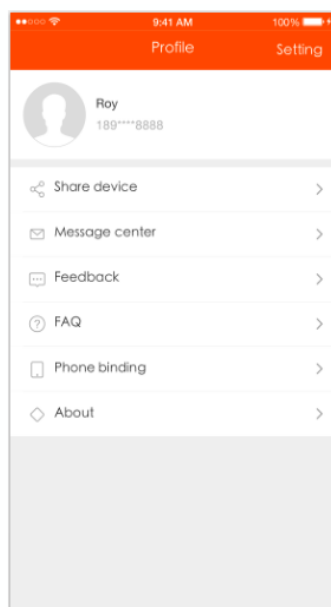 9:41 AM 100%
Profile Setting
Roy
189****8888
Share device
Message center
Feedback
FAQ
Phone binding
About